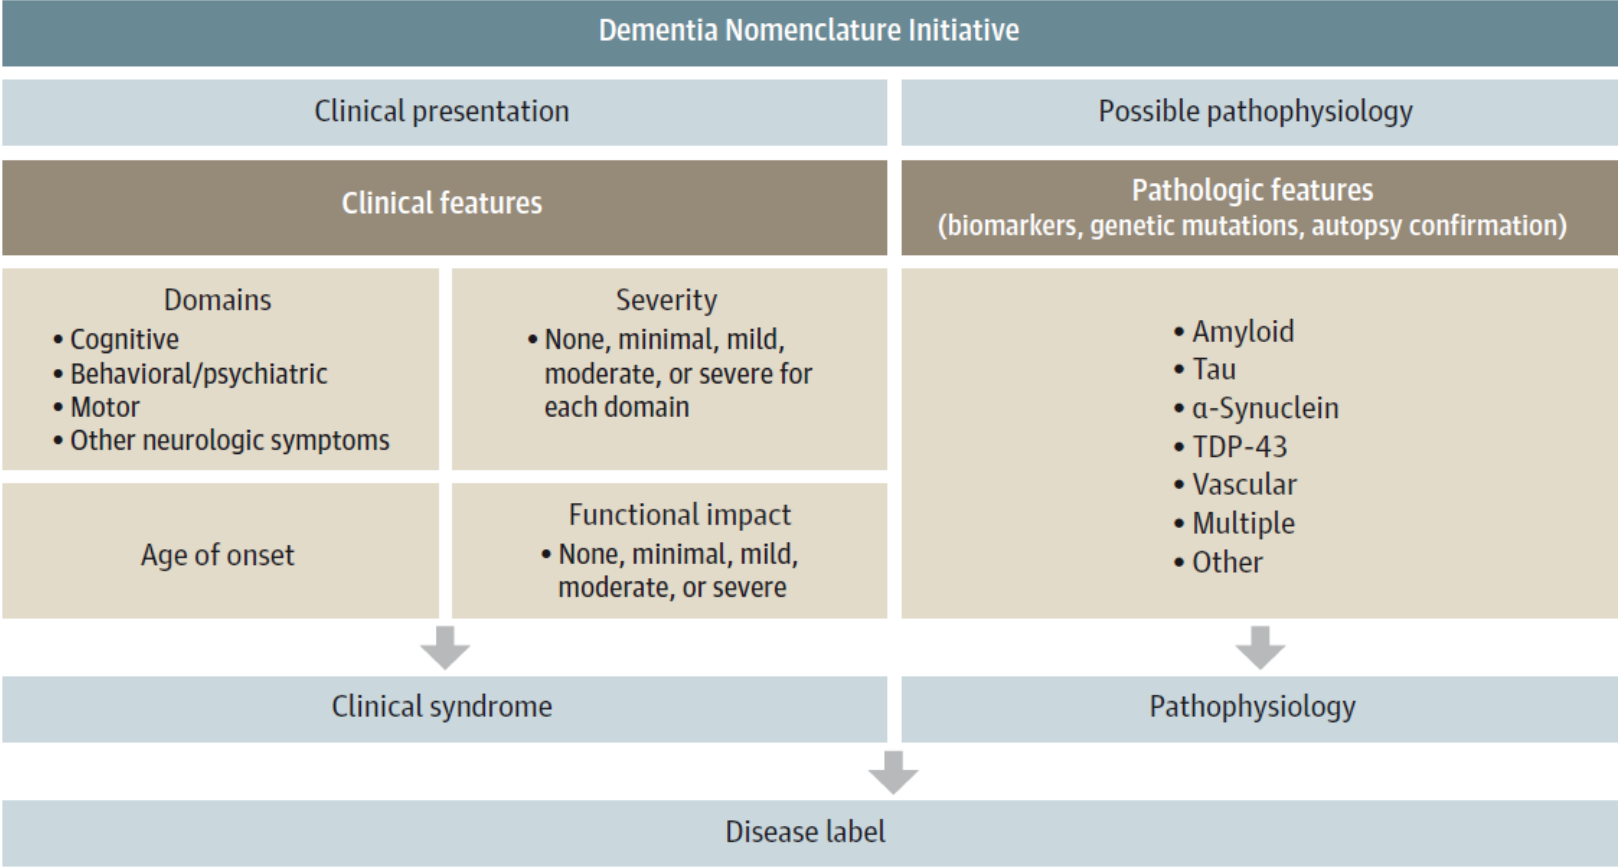 Dementia Nomenclature Initiative
Clinical presentation
Possible pathophysiology
Clinical features
Pathologic features
(biomarkers, genetic mutations, autopsy confirmation)
Domains
• Cognitive
• Behavioral/psychiatric
• Motor
• Other neurologic symptoms
Severity
• None, minimal, mild,
moderate, or severe for
each domain
Age of onset
Functional impact
• None, minimal, mild,
moderate, or severe
• Amyloid
• Tau
• α-Synuclein
• TDP-43
• Vascular
• Multiple
• Other
Clinical syndrome
Pathophysiology
Disease label